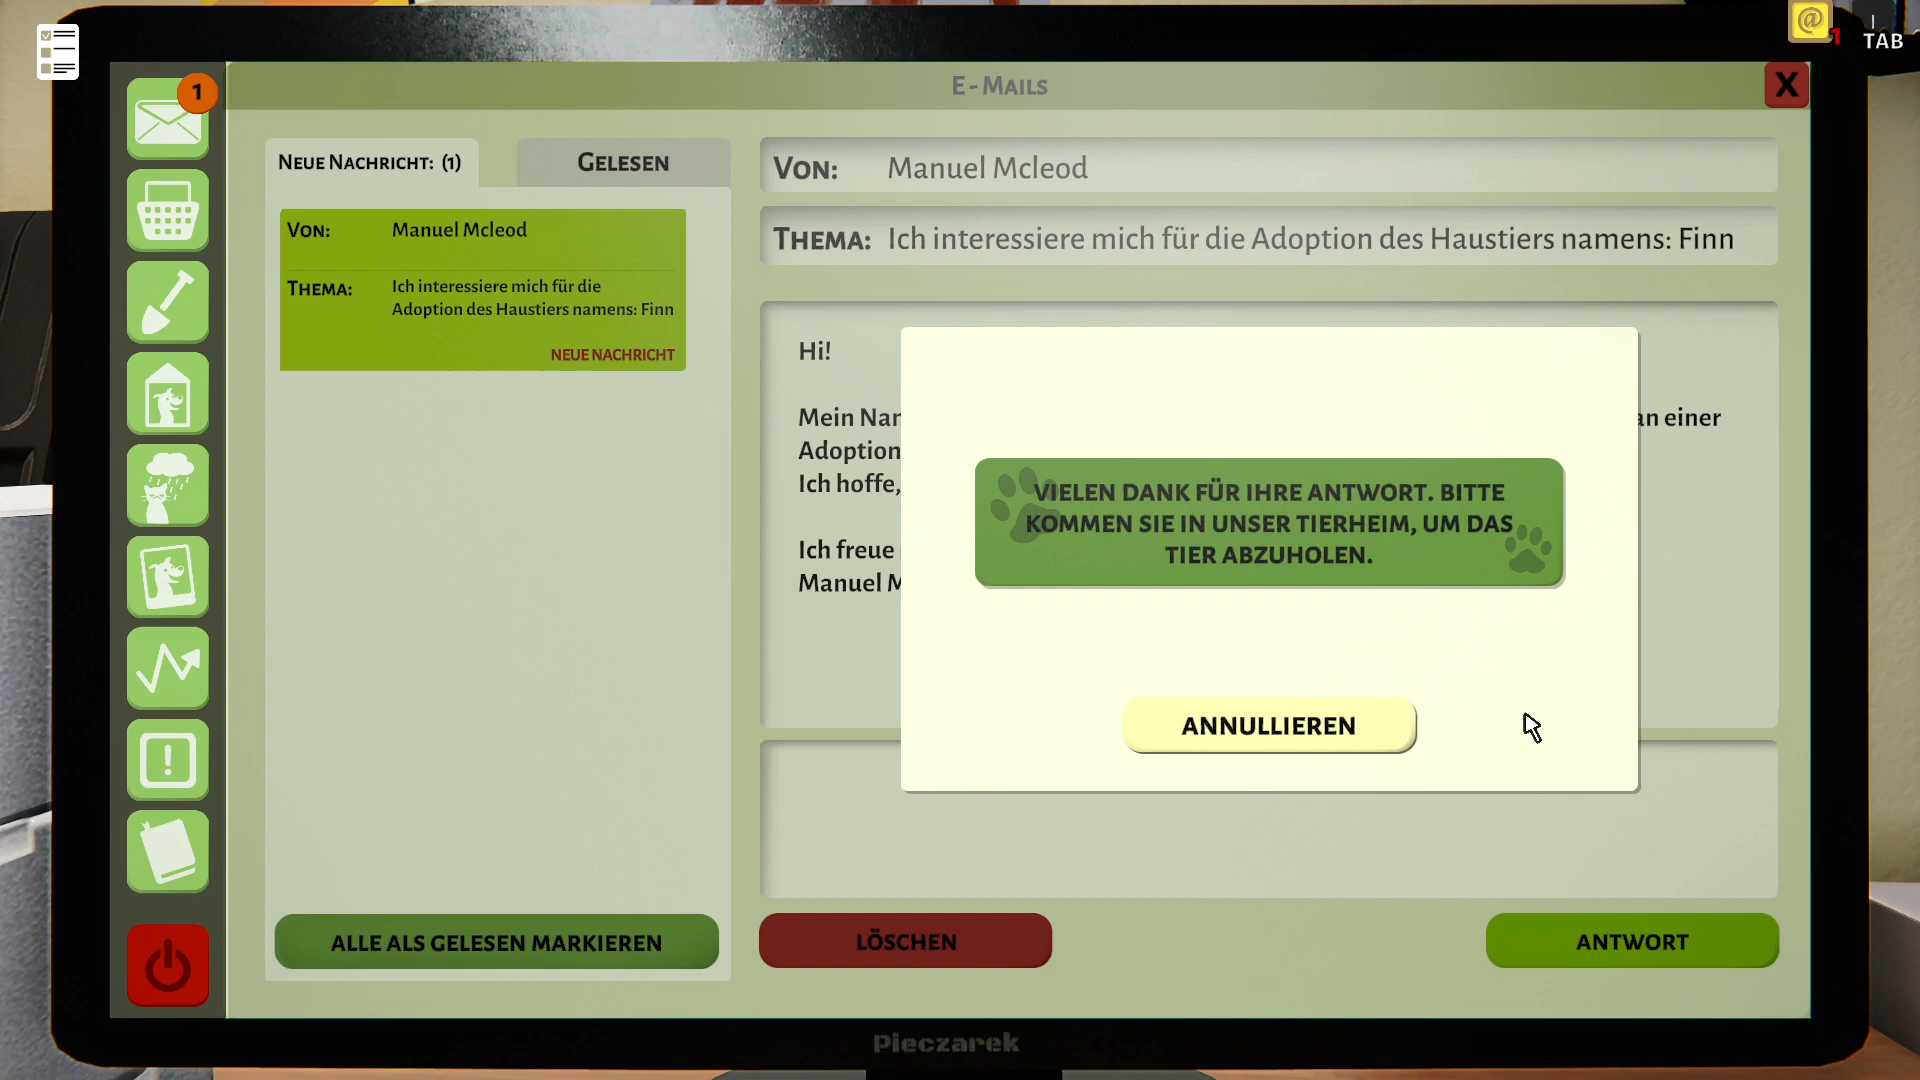 1
TAB
1
E-MAILS
X
NEUE NACHRICHT: (1)
GELESEN
VON: Manuel Mcleod
THEMA: Ich interessiere mich für die
Adoption des Haustiers namens: Finn
NEUE NACHRICHT
VON: Manuel Mcleod
THEMA: Ich interessiere mich für die Adoption des Haustiers namens: Finn
Hi!
Mein
an einer
Adoption
Ich hoffe,
Ich freue
Manuel
VIELEN DANK FÜR IHRE ANTWORT. BITTE
KOMMEN SIE IN UNSER TIERHEIM, UM DAS
TIER ABZUHOLEN.
ANNULLIEREN
ALLE ALS GELESEN MARKIEREN
LÖSCHEN
ANTWORT
Pieczarek